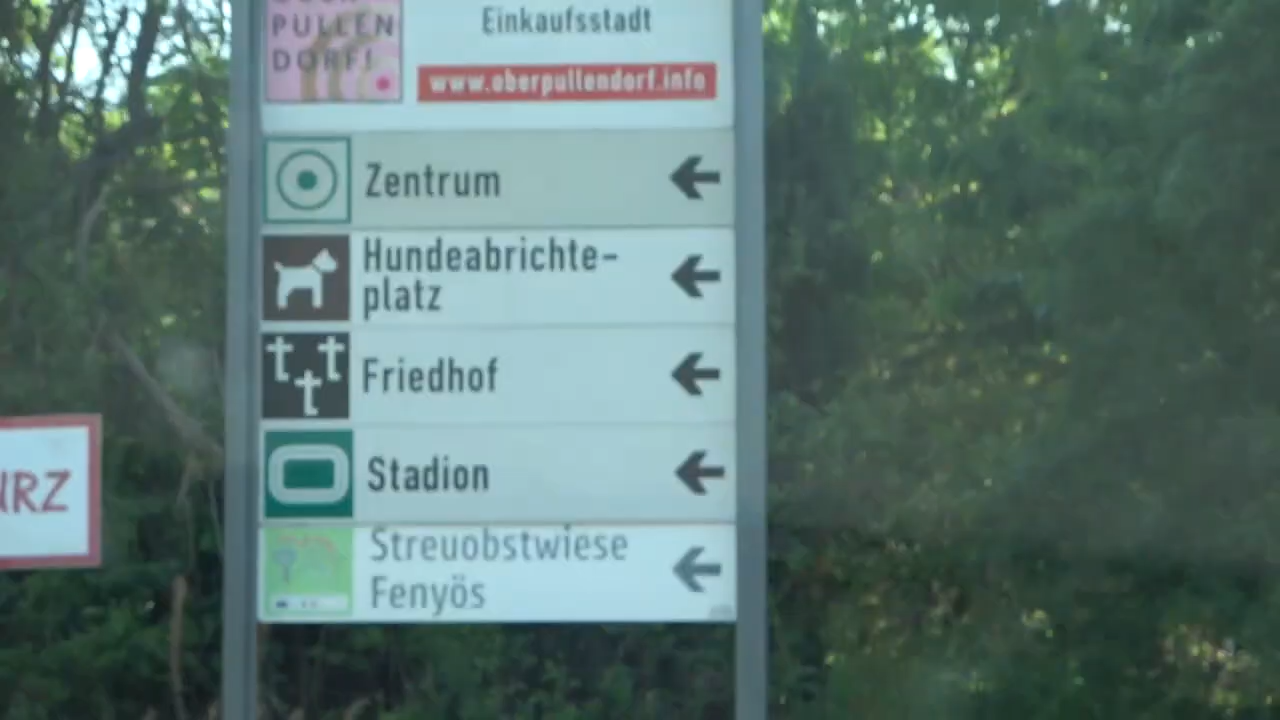 PULLEN
DORF!
Einkaufsstadt
www.oberpullendorf.info
Zentrum
Hundeabrichte-
platz
Friedhof
Stadion
Streuobstwiese
Fenyös
URZ